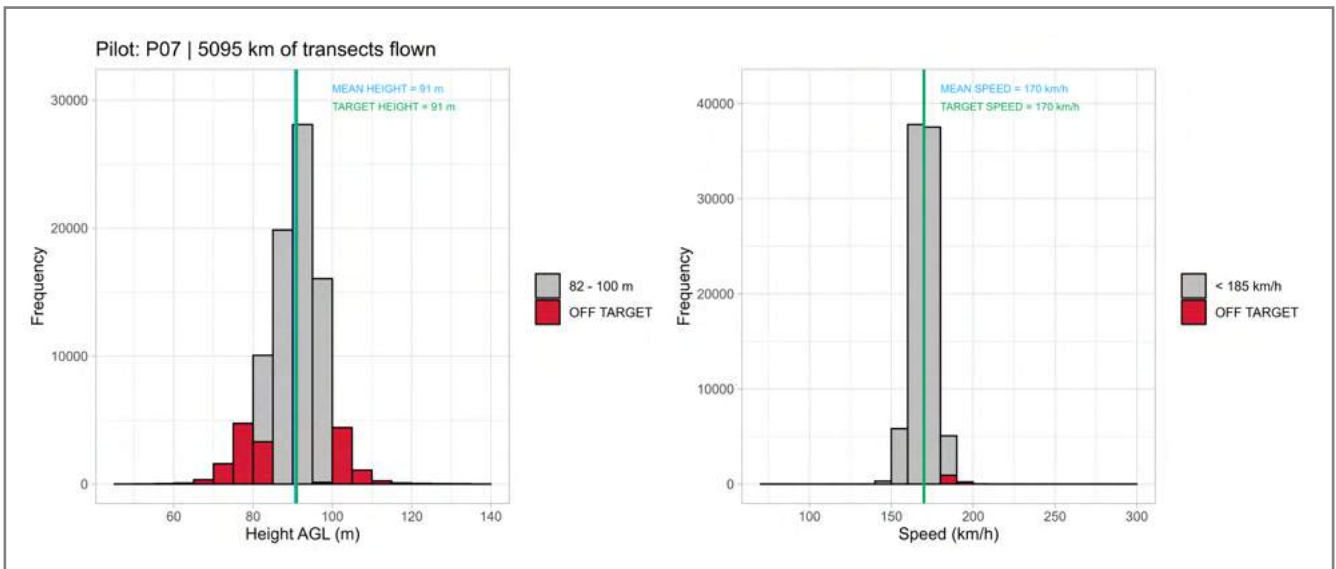 Pilot: P07 | 5095 km of transects flown
MEAN HEIGHT = 91 m
TARGET HEIGHT = 91 m
30000
20000
10000
0
Frequency
60 80 100 120 140
Height AGL (m)
82 - 100 m
OFF TARGET
MEAN SPEED = 170 km/h
TARGET SPEED = 170 km/h
40000
30000
20000
10000
0
Frequency
100 150 200 250 300
Speed (km/h)
< 185 km/h
OFF TARGET